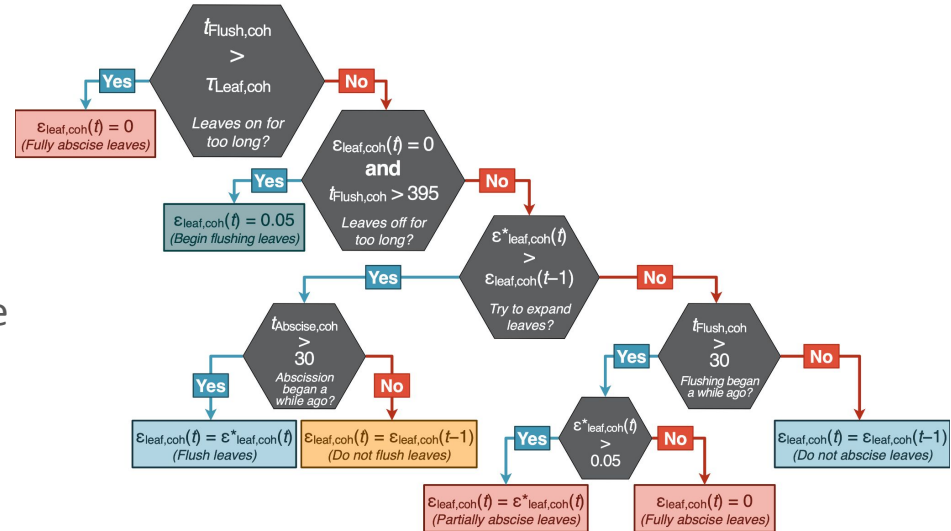 tFlush,coh
>
τLeaf,coh
Leaves on for
too long?
Yes
No
εleaf,coh(t) = 0
(Fully abscise leaves)
εleaf,coh(t) = 0
and
tFlush,coh > 395
Leaves off for
too long?
Yes
No
εleaf,coh(t) = 0.05
(Begin flushing leaves)
ε*leaf,coh(t)
>
εleaf,coh(t–1)
Try to expand
leaves?
Yes
No
e
tAbscise,coh
>
30
Abscission
began a
while ago?
Yes
No
tFlush,coh
>
30
Flushing began
a while ago?
Yes
No
εleaf,coh(t) = ε*leaf,coh(t)
(Flush leaves)
εleaf,coh(t) = εleaf,coh(t–1)
(Do not flush leaves)
ε*leaf,coh(t)
>
0.05
Yes
No
εleaf,coh(t) = εleaf,coh(t–1)
(Do not abscise leaves)
εleaf,coh(t) = ε*leaf,coh(t)
(Partially abscise leaves)
εleaf,coh(t) = 0
(Fully abscise leaves)